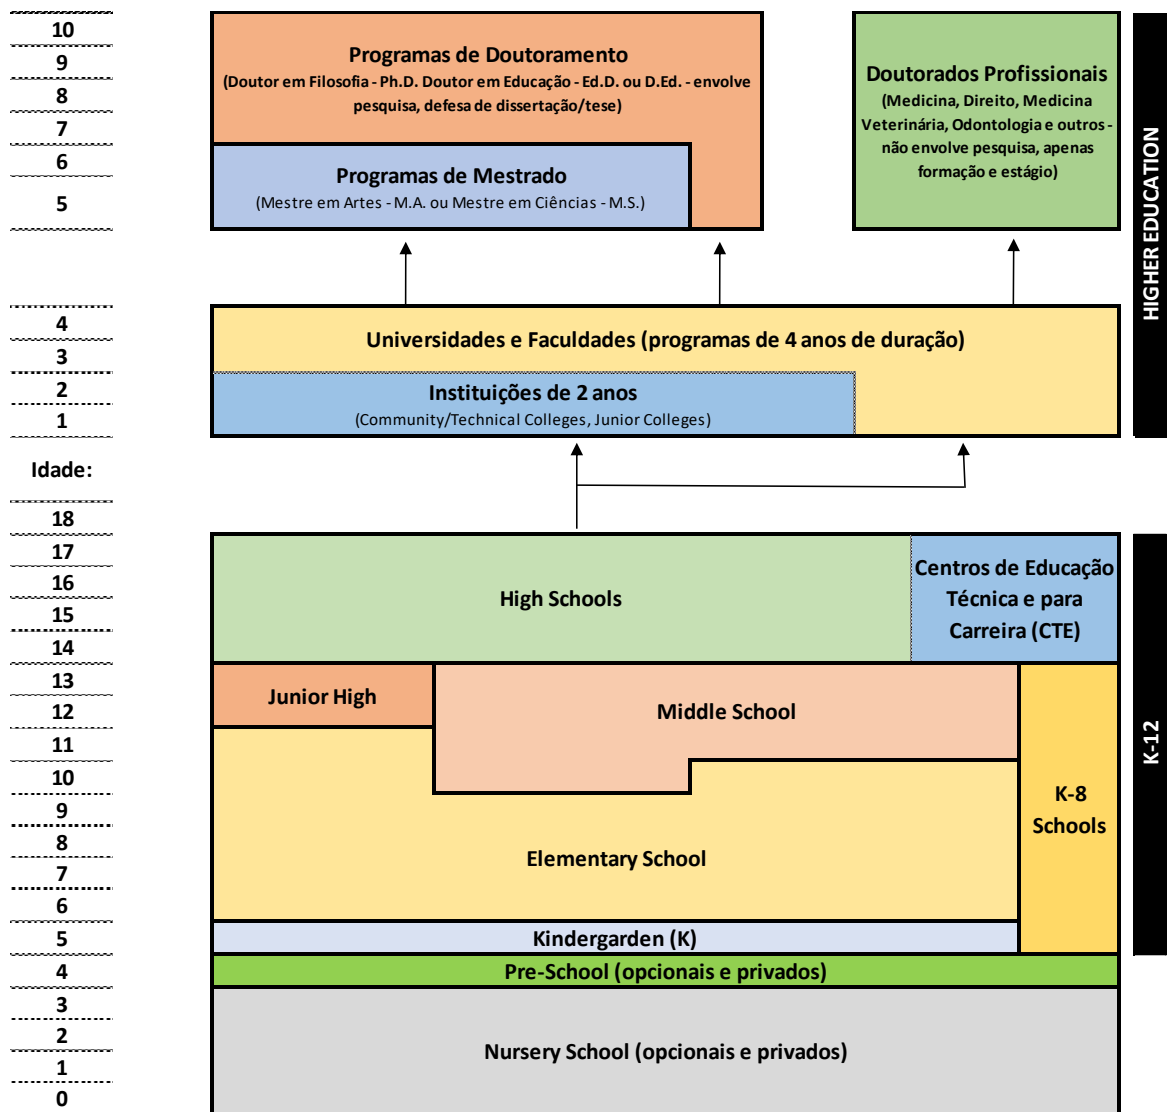 10
9
8
7
6
5
4
3
2
1
Idade:
18
17
16
15
14
13
12
11
10
9
8
7
6
5
4
3
2
1
0
Programas de Doutoramento
(Doutor em Filosofia - Ph.D. Doutor em Educação - Ed.D. ou D.Ed. - envolve
pesquisa, defesa de dissertação/tese)
Programas de Mestrado
(Mestre em Artes - M.A. ou Mestre em Ciências - M.S.)
Doutorados Profissionais
(Medicina, Direito, Medicina
Veterinária, Odontologia e outros -
não envolve pesquisa, apenas
formação e estágio)
Universidades e Faculdades (programas de 4 anos de duração)
Instituições de 2 anos
(Community/Technical Colleges, Junior Colleges)
HIGHER EDUCATION
High Schools
Centros de Educação
Técnica e para
Carreira (CTE)
Junior High
Middle School
K-8
Schools
Elementary School
Kindergarden (K)
Pre-School (opcionais e privados)
Nursery School (opcionais e privados)
K-12